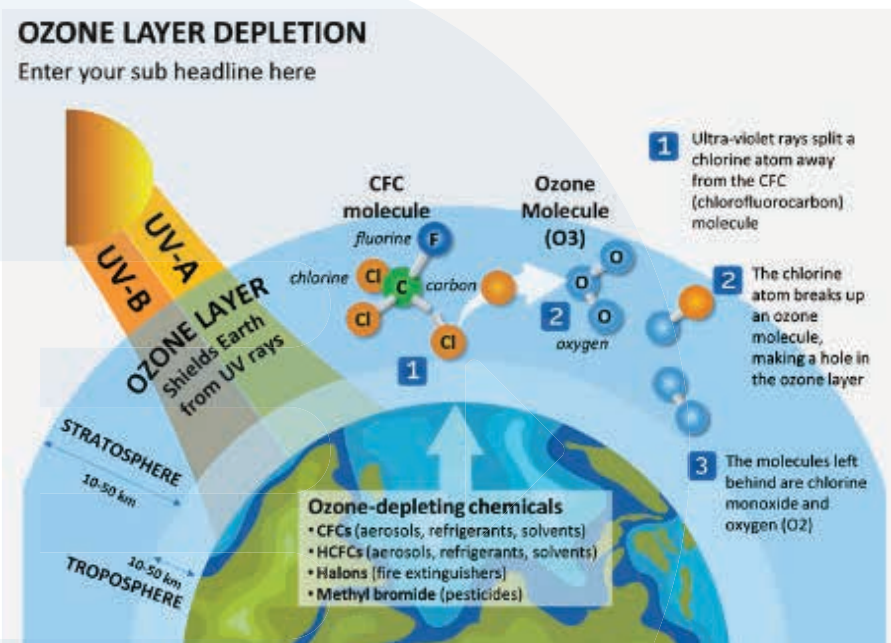 OZONE LAYER DEPLETION
Enter your sub headline here
UV-A
UV-B
OZONE LAYER
Shields Earth
from UV rays
STRATOSPHERE
10-50 km
10-50 km
TROPOSPHERE
CFC
molecule
fluorine
F
chlorine
Cl
C
carbon
Cl
Cl
1
Ozone
Molecule
(O3)
O
O
O
2
oxygen
1
Ultra-violet rays split a
chlorine atom away
from the CFC
(chlorofluorocarbon)
molecule
2
The chlorine
atom breaks up
an ozone
molecule,
making a hole in
the ozone layer
3
The molecules left
behind are chlorine
monoxide and
oxygen (O2)
Ozone-depleting chemicals
• CFCs (aerosols, refrigerants, solvents)
• HCFCs (aerosols, refrigerants, solvents)
• Halons (fire extinguishers)
• Methyl bromide (pesticides)